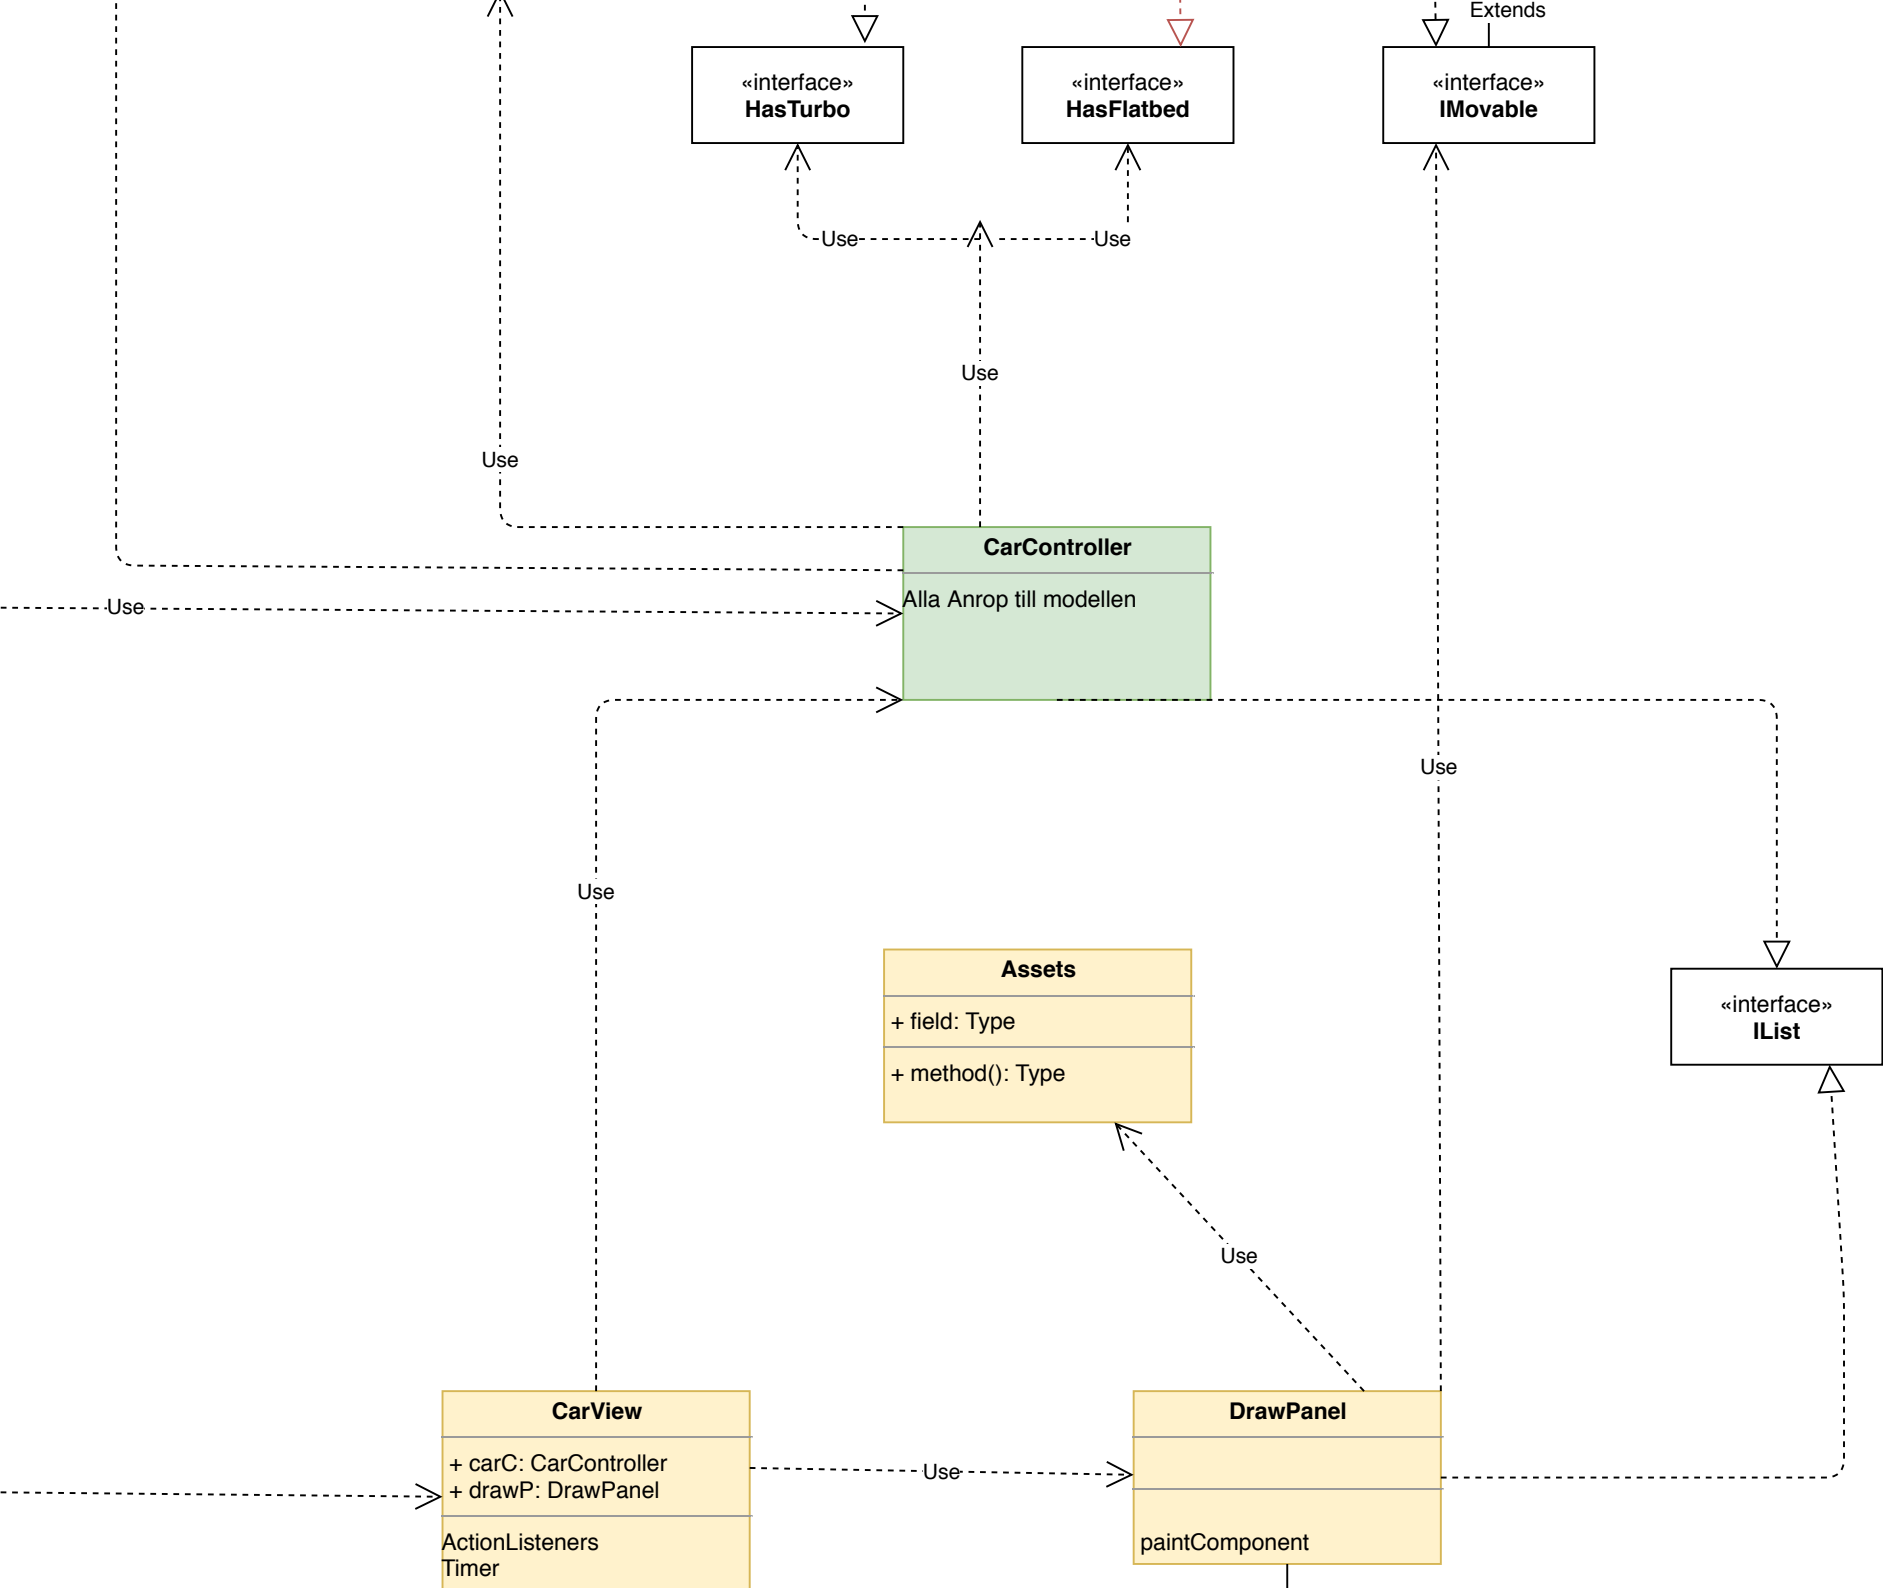 Extends
«interface»
HasTurbo
«interface»
HasFlatbed
«interface»
IMovable
Use
Use
Use
Use
CarController
Alla Anrop till modellen
Use
Use
Use
Assets
+ field: Type
+ method(): Type
«interface»
IList
Use
CarView
+ carC: CarController
+ drawP: DrawPanel
ActionListeners
Timer
Use
DrawPanel
paintComponent